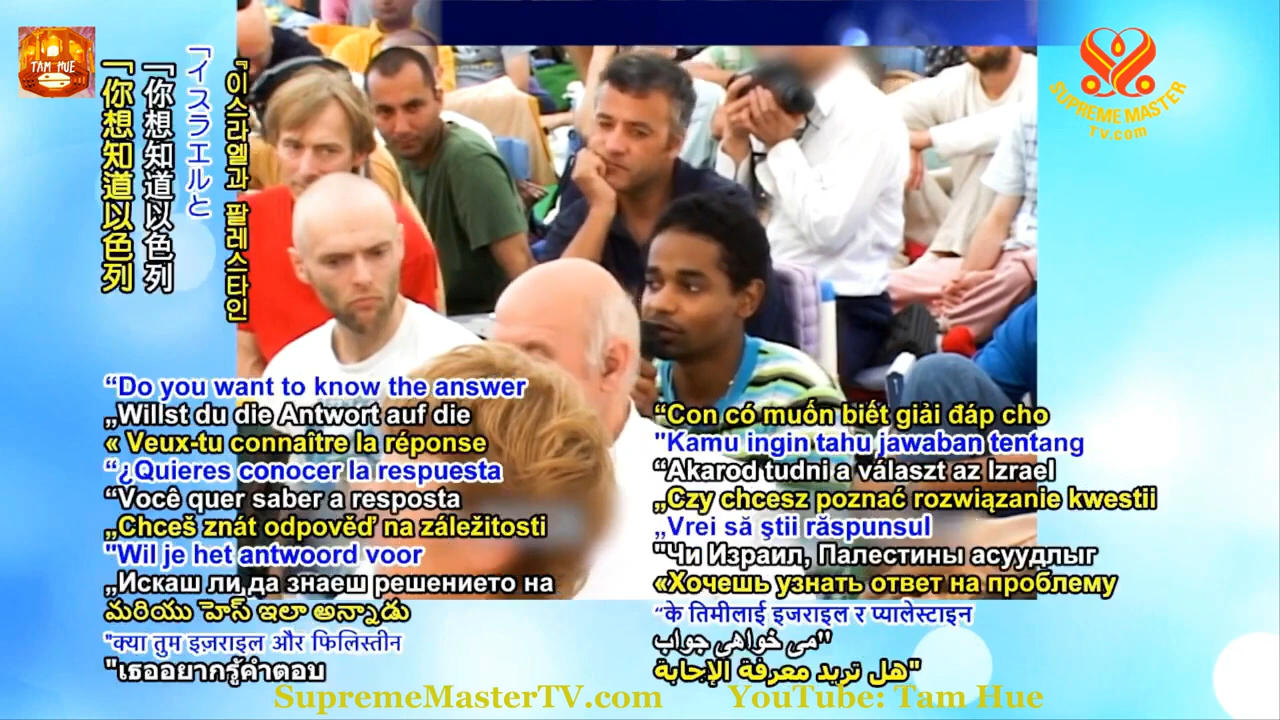 TAM HUE
SUPREME MASTER
TV.com
「你想知道以色列
「你想知道以色列
「イスラエルと
『이스라엘과 팔레스타인
“Do you want to know the answer
„Willst du die Antwort auf die
« Veux-tu connaître la réponse
“¿Quieres conocer la respuesta
“Você quer saber a resposta
„Chceš znát odpověď na záležitosti
"Wil je het antwoord voor
„Искаш ли да знаеш решението на
మరియు హెస్ ఇలా అన్నాడు
"क्या तुम इज़राइल और फिलिस्तीन
"เธออยากรู้คำตอบ
“Con có muốn biết giải đáp cho
"Kamu ingin tahu jawaban tentang
“Akarod tudni a választ az Izrael
„Czy chcesz poznać rozwiązanie kwestii
„Vrei să ştii răspunsul
"Чи Израил, Палестины асуудлыг
«Хочешь узнать ответ на проблему
“के तिमीलाई इजराइल र प्यालेस्टाइन
"می خواهی جواب
"هل تريد معرفة الإجابة
SupremeMasterTV.com
YouTube: Tam Hue